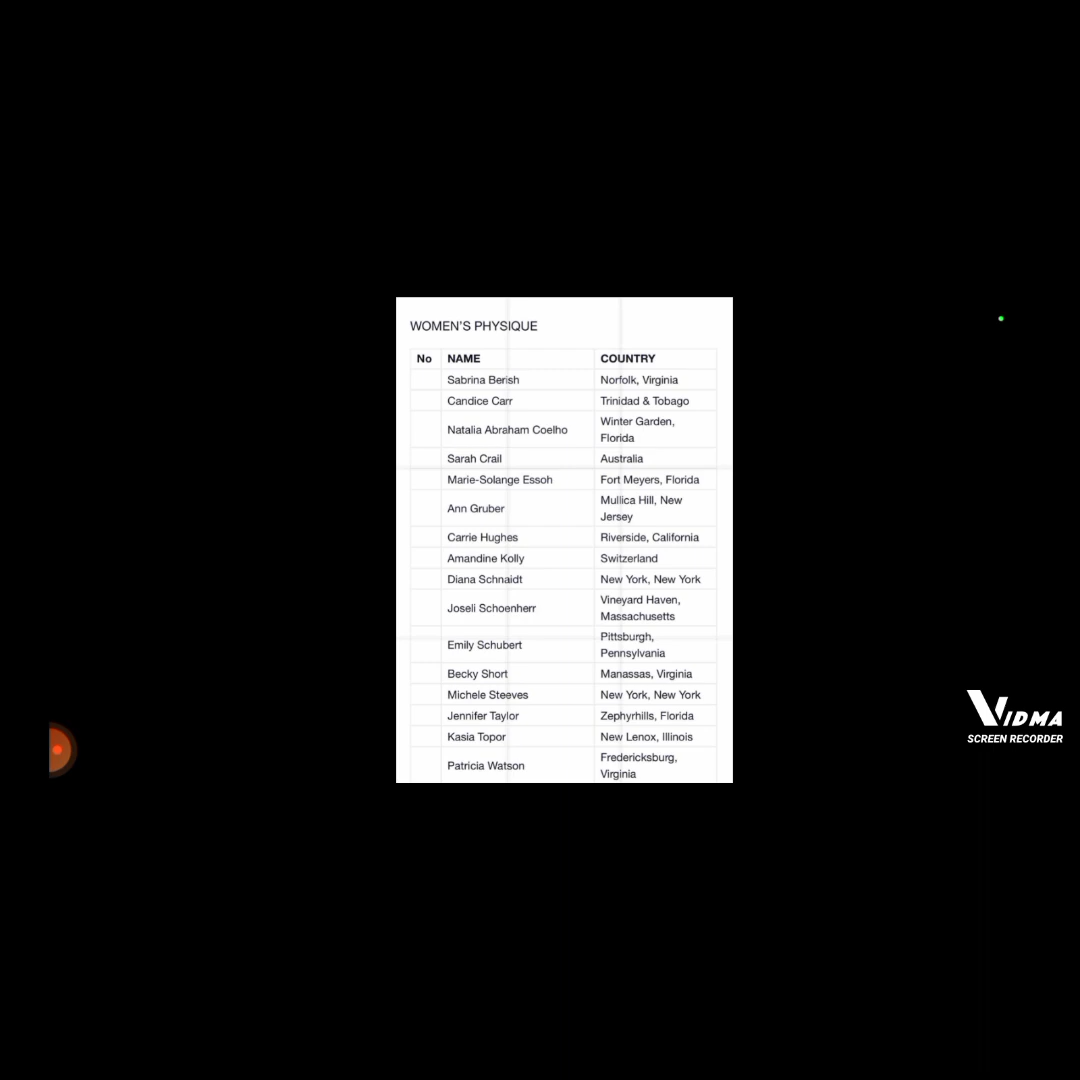 WOMEN'S PHYSIQUE
No NAME COUNTRY
Sabrina Berish Norfolk, Virginia
Candice Carr Trinidad & Tobago
Natalia Abraham Coelho Winter Garden,
Florida
Sarah Crail Australia
Marie-Solange Essoh Fort Meyers, Florida
Ann Gruber Mullica Hill, New
Jersey
Carrie Hughes Riverside, California
Amandine Kolly Switzerland
Diana Schnaidt New York, New York
Joseli Schoenherr Vineyard Haven,
Massachusetts
Emily Schubert Pittsburgh,
Pennsylvania
Becky Short Manassas, Virginia
Michele Steeves New York, New York
Jennifer Taylor Zephyrhills, Florida
Kasia Topor New Lenox, Illinois
Patricia Watson Fredericksburg,
Virginia
VIDMA
SCREEN RECORDER